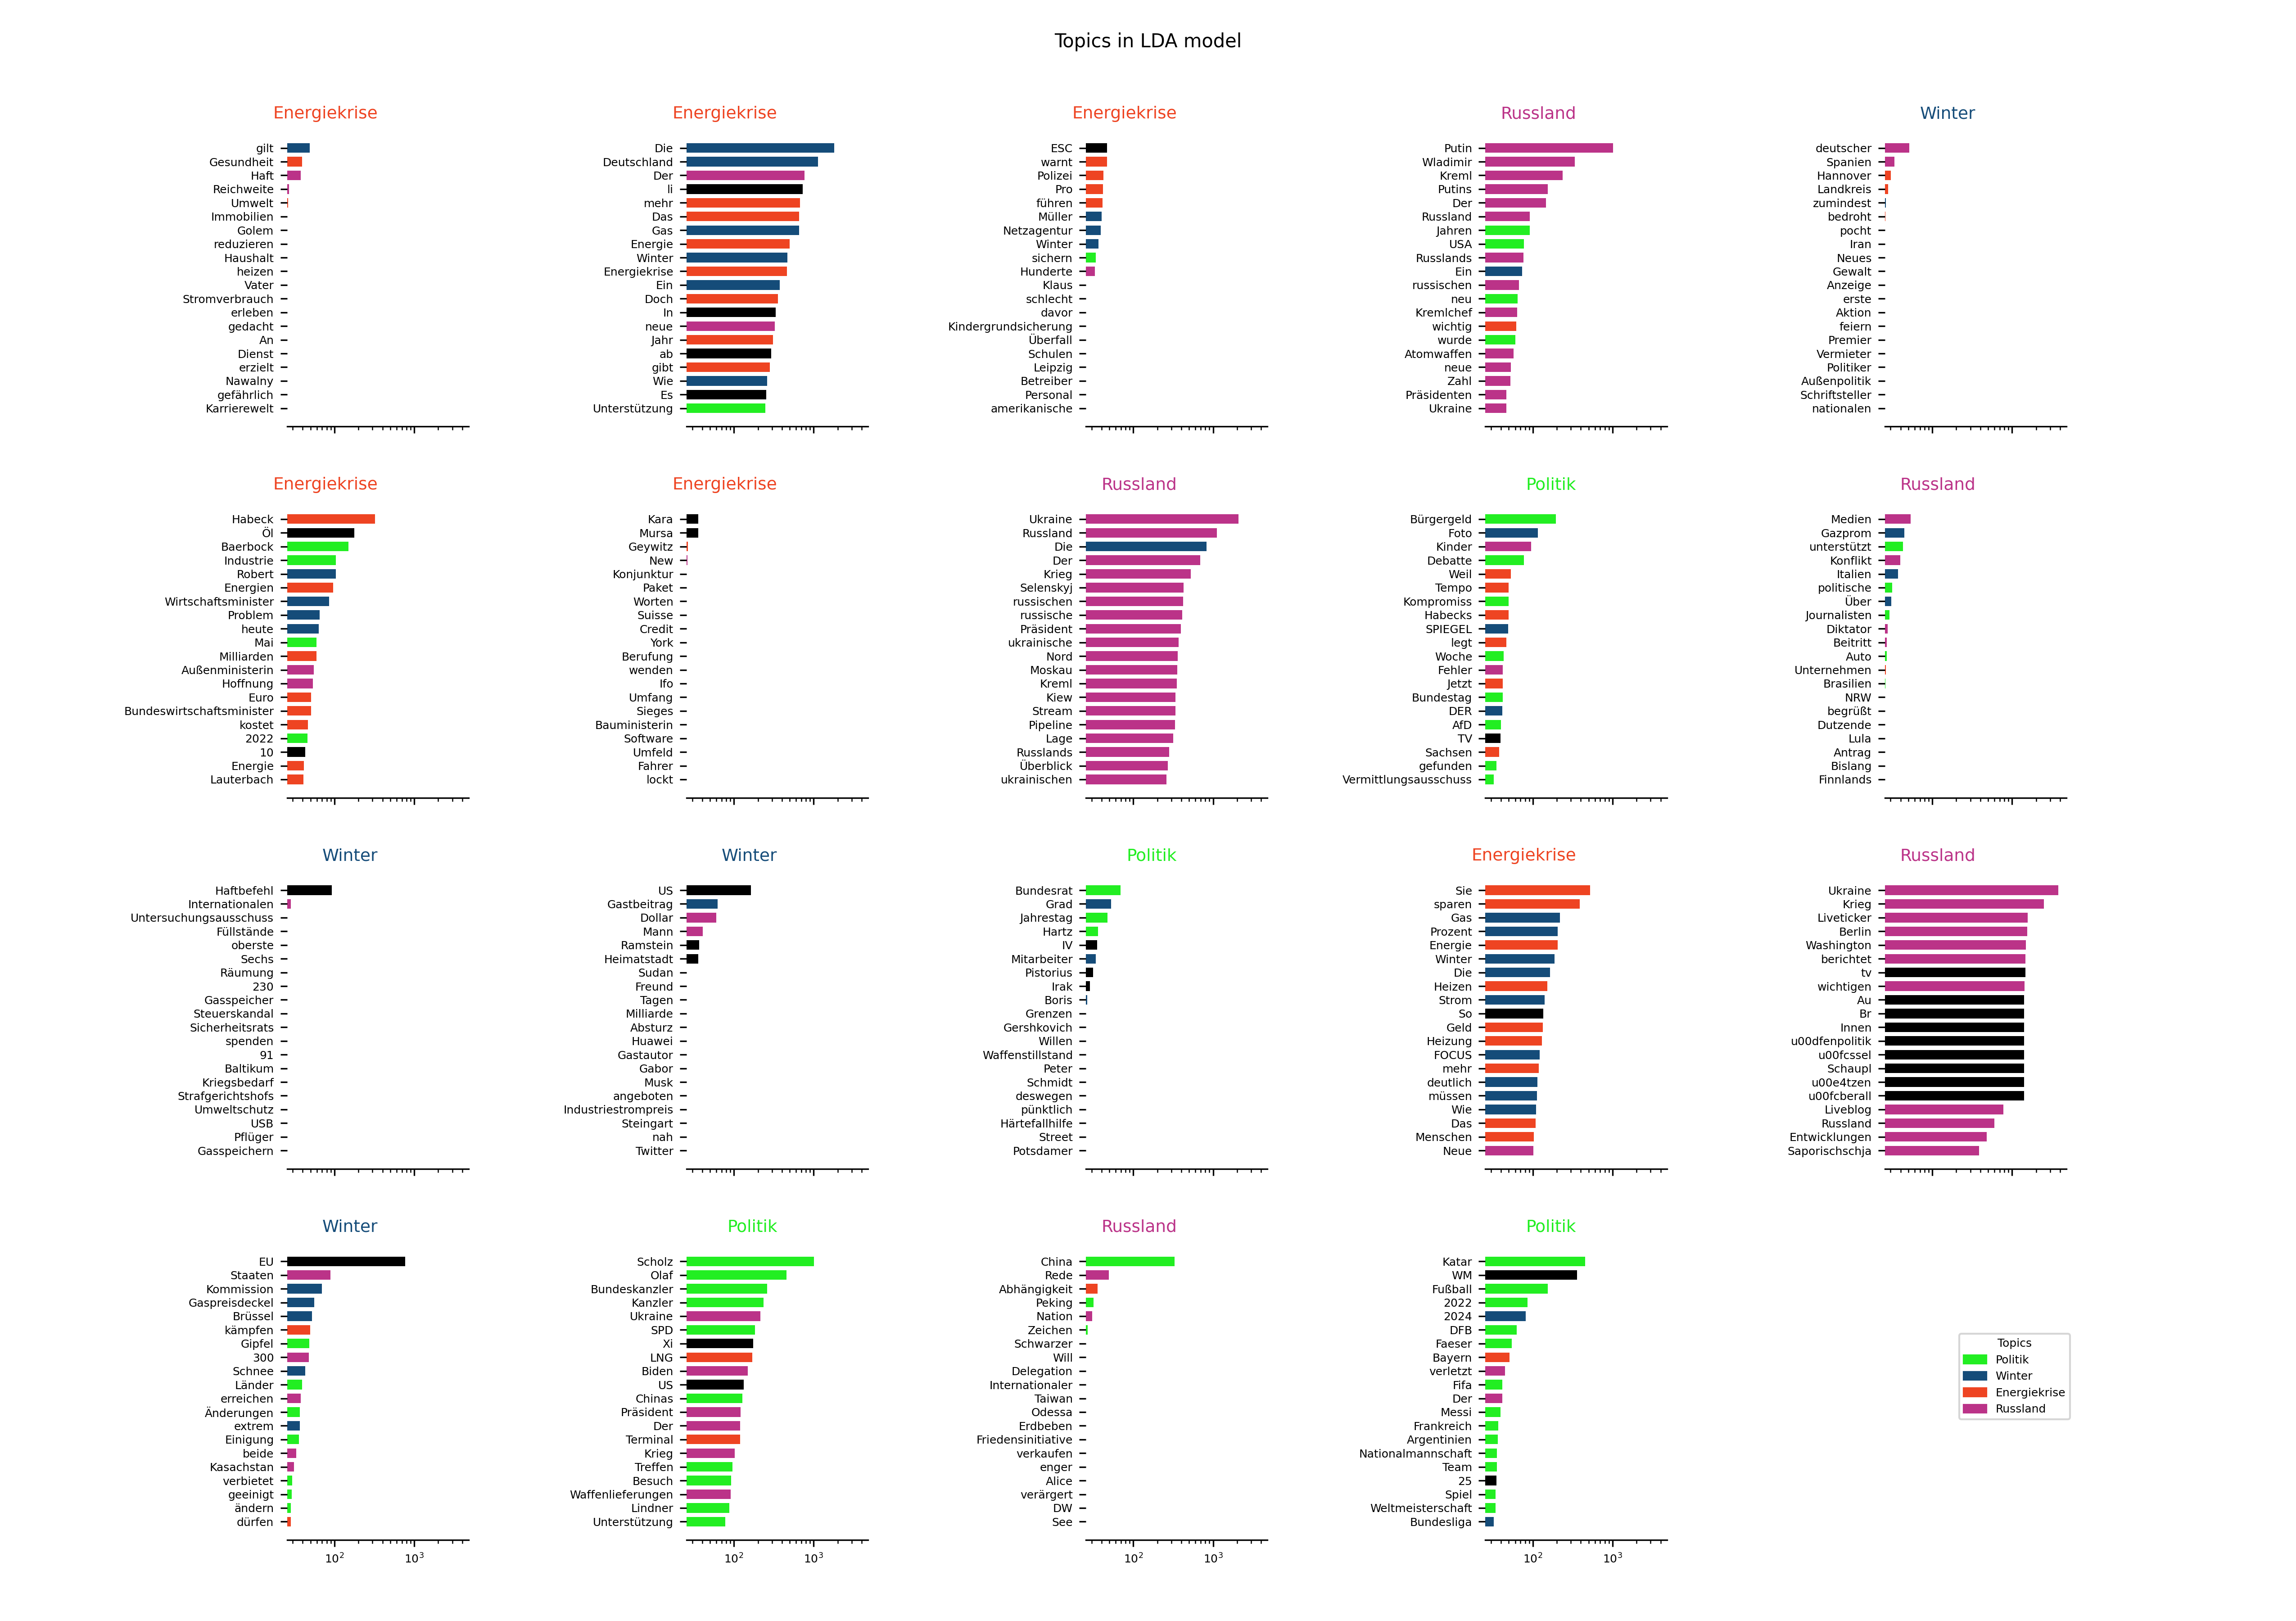 Topics in LDA model
Energiekrise
gilt
Gesundheit
Haft
Reichweite
Umwelt
Immobilien
Golem
reduzieren
Haushalt
heizen
Vater
Stromverbrauch
erleben
gedacht
An
Dienst
erzielt
Nawalny
gefährlich
Karrierewelt
Energiekrise
Die
Deutschland
Der
li
mehr
Das
Gas
Energie
Winter
Energiekrise
Ein
Doch
In
neue
Jahr
ab
gibt
Wie
Es
Unterstützung
Energiekrise
ESC
warnt
Polizei
Pro
führen
Müller
Netzagentur
Winter
sichern
Hunderte
Klaus
schlecht
davor
Kindergrundsicherung
Überfall
Schulen
Leipzig
Betreiber
Personal
amerikanische
Russland
Putin
Wladimir
Kreml
Putins
Der
Russland
Jahren
USA
Russlands
Ein
russischen
neu
Kremlchef
wichtig
wurde
Atomwaffen
neue
Zahl
Präsidenten
Ukraine
Winter
deutscher
Spanien
Hannover
Landkreis
zumindest
bedroht
pocht
Iran
Neues
Gewalt
Anzeige
erste
Aktion
feiern
Premier
Vermieter
Politiker
Außenpolitik
Schriftsteller
nationalen
Energiekrise
Habeck
Öl
Baerbock
Industrie
Robert
Energien
Wirtschaftsminister
Problem
heute
Mai
Milliarden
Außenministerin
Hoffnung
Euro
Bundeswirtschaftsminister
kostet
2022
10
Energie
Lauterbach
Energiekrise
Kara
Mursa
Geywitz
New
Konjunktur
Paket
Worten
Suisse
Credit
York
Berufung
wenden
Ifo
Umfang
Sieges
Bauministerin
Software
Umfeld
Fahrer
lockt
Russland
Ukraine
Russland
Die
Der
Krieg
Selenskyj
russischen
russische
Präsident
ukrainische
Nord
Moskau
Kreml
Kiew
Stream
Pipeline
Lage
Russlands
Überblick
ukrainischen
Politik
Bürgergeld
Foto
Kinder
Debatte
Weil
Tempo
Kompromiss
Habecks
SPIEGEL
legt
Woche
Fehler
Jetzt
Bundestag
DER
AfD
TV
Sachsen
gefunden
Vermittlungsausschuss
Russland
Medien
Gazprom
unterstützt
Konflikt
Italien
politische
Über
Journalisten
Diktator
Beitritt
Auto
Unternehmen
Brasilien
NRW
begrüßt
Dutzende
Lula
Antrag
Bislang
Finnlands
Winter
Haftbefehl
Internationalen
Untersuchungsausschuss
Füllstände
oberste
Sechs
Räumung
230
Gasspeicher
Steuerskandal
Sicherheitsrats
spenden
91
Baltikum
Kriegsbedarf
Strafgerichtshofs
Umweltschutz
USB
Pflüger
Gasspeichern
Winter
US
Gastbeitrag
Dollar
Mann
Ramstein
Heimatstadt
Sudan
Freund
Tagen
Milliarde
Absturz
Huawei
Gastautor
Gabor
Musk
angeboten
Industriestrompreis
Steingart
nah
Twitter
Politik
Bundesrat
Grad
Jahrestag
Hartz
IV
Mitarbeiter
Pistorius
Irak
Boris
Grenzen
Gershkovich
Willen
Waffenstillstand
Peter
Schmidt
deswegen
pünktlich
Härtefallhilfe
Street
Potsdamer
Energiekrise
Sie
sparen
Gas
Prozent
Energie
Winter
Die
Heizen
Strom
So
Geld
Heizung
FOCUS
mehr
deutlich
müssen
Wie
Das
Menschen
Neue
Russland
Ukraine
Krieg
Liveticker
Berlin
Washington
berichtet
tv
wichtigen
Au
Br
Innen
u00dfenpolitik
u00fcssel
Schaupl
u00e4tzen
u00fcberall
Liveblog
Russland
Entwicklungen
Saporischschja
Winter
EU
Staaten
Kommission
Gaspreisdeckel
Brüssel
kämpfen
Gipfel
300
Schnee
Länder
erreichen
Änderungen
extrem
Einigung
beide
Kasachstan
verbietet
geeinigt
ändern
dürfen
10² 10³
Politik
Scholz
Olaf
Bundeskanzler
Kanzler
Ukraine
SPD
Xi
LNG
Biden
US
Chinas
Präsident
Der
Terminal
Krieg
Treffen
Besuch
Waffenlieferungen
Lindner
Unterstützung
10² 10³
Russland
China
Rede
Abhängigkeit
Peking
Nation
Zeichen
Schwarzer
Will
Delegation
Internationaler
Taiwan
Odessa
Erdbeben
Friedensinitiative
verkaufen
enger
Alice
verärgert
DW
See
10² 10³
Politik
Katar
WM
Fußball
2022
2024
DFB
Faeser
Bayern
verletzt
Fifa
Der
Messi
Frankreich
Argentinien
Nationalmannschaft
Team
25
Spiel
Weltmeisterschaft
Bundesliga
10² 10³
Topics
Politik
Winter
Energiekrise
Russland